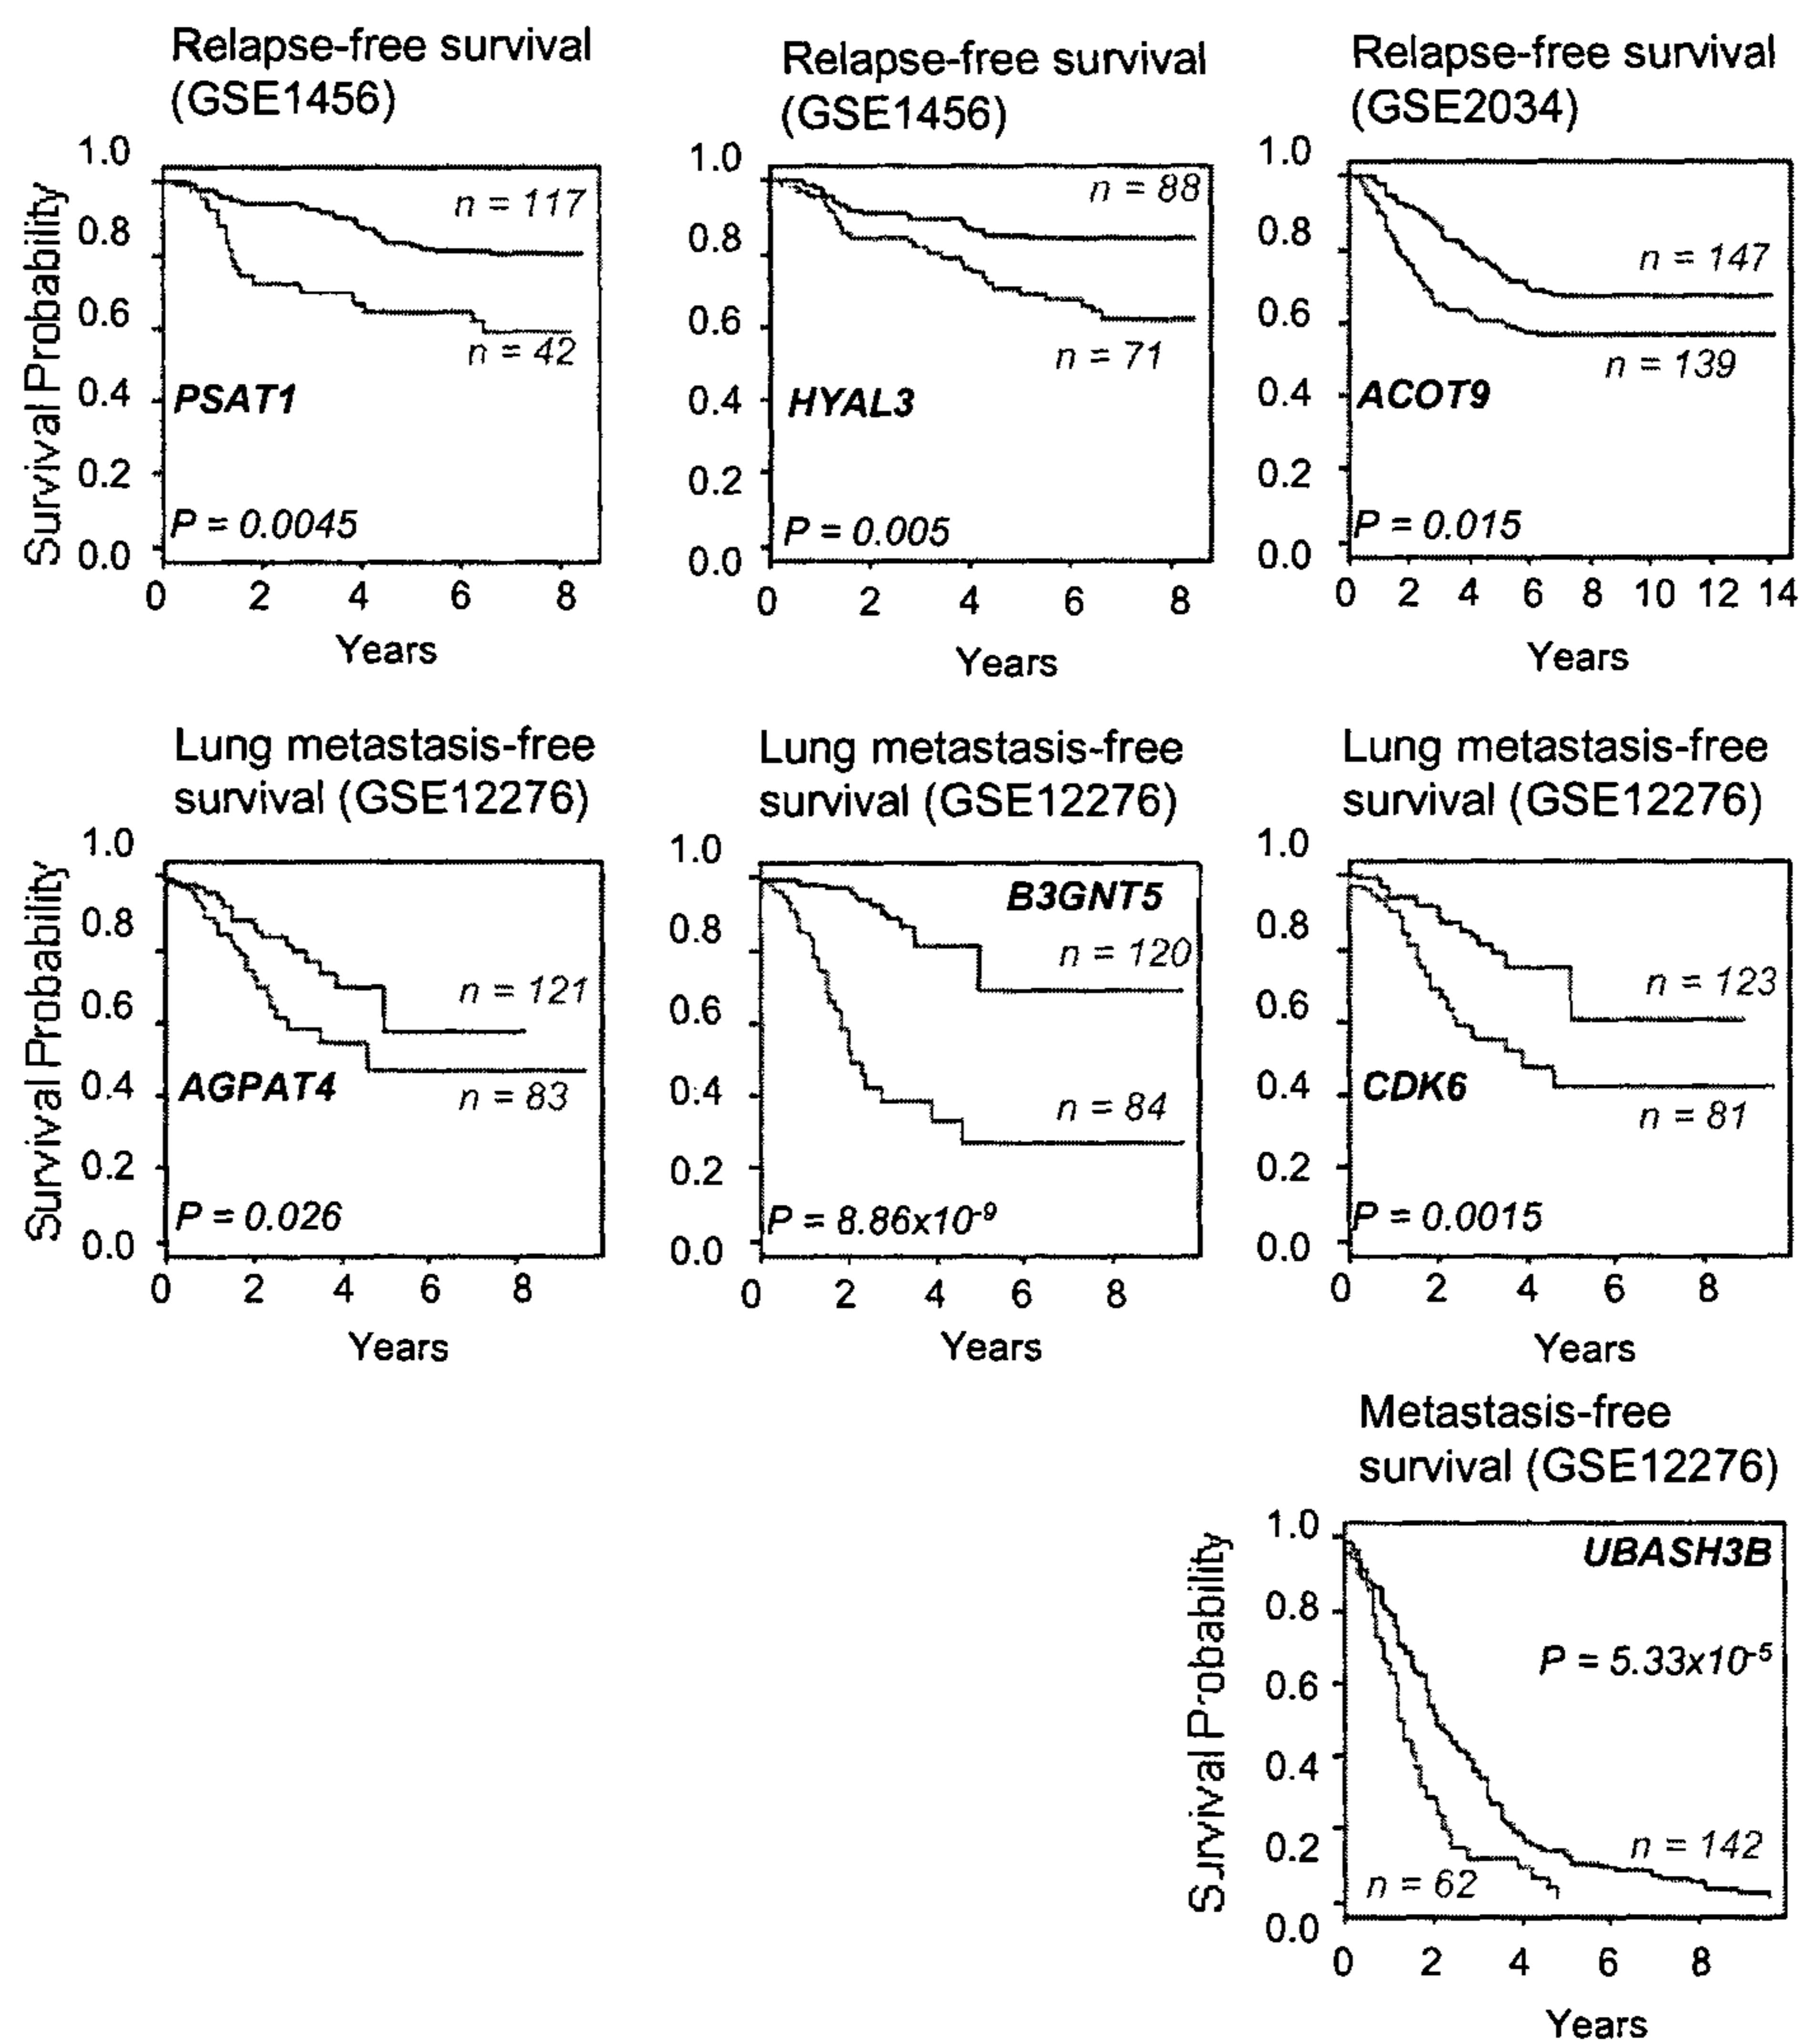 Relapse-free survival
(GSE1456)
Survival Probability
1.0
0.8
0.6
0.4
0.2
0.0
n = 117
n = 42
PSAT1
P = 0.0045
0 2 4 6 8
Years
Relapse-free survival
(GSE1456)
1.0
0.8
0.6
0.4
0.2
0.0
n = 88
n = 71
HYAL3
P = 0.005
0 2 4 6 8
Years
Relapse-free survival
(GSE2034)
1.0
0.8
0.6
0.4
0.2
0.0
n = 147
n = 139
ACOT9
P = 0.015
0 2 4 6 8 10 12 14
Years
Lung metastasis-free
survival (GSE12276)
Survival Probability
1.0
0.8
0.6
0.4
0.2
0.0
n = 121
AGPAT4
n = 83
P = 0.026
0 2 4 6 8
Years
Lung metastasis-free
survival (GSE12276)
1.0
0.8
0.6
0.4
0.2
0.0
B3GNT5
n = 120
n = 84
P = 8.86x10⁻⁹
0 2 4 6 8
Years
Lung metastasis-free
survival (GSE12276)
1.0
0.8
0.6
0.4
0.2
0.0
n = 123
CDK6
n = 81
P = 0.0015
0 2 4 6 8
Years
Metastasis-free
survival (GSE12276)
Survival Probability
1.0
0.8
0.6
0.4
0.2
0.0
UBASH3B
P = 5.33x10⁻⁵
n = 142
n = 62
0 2 4 6 8
Years